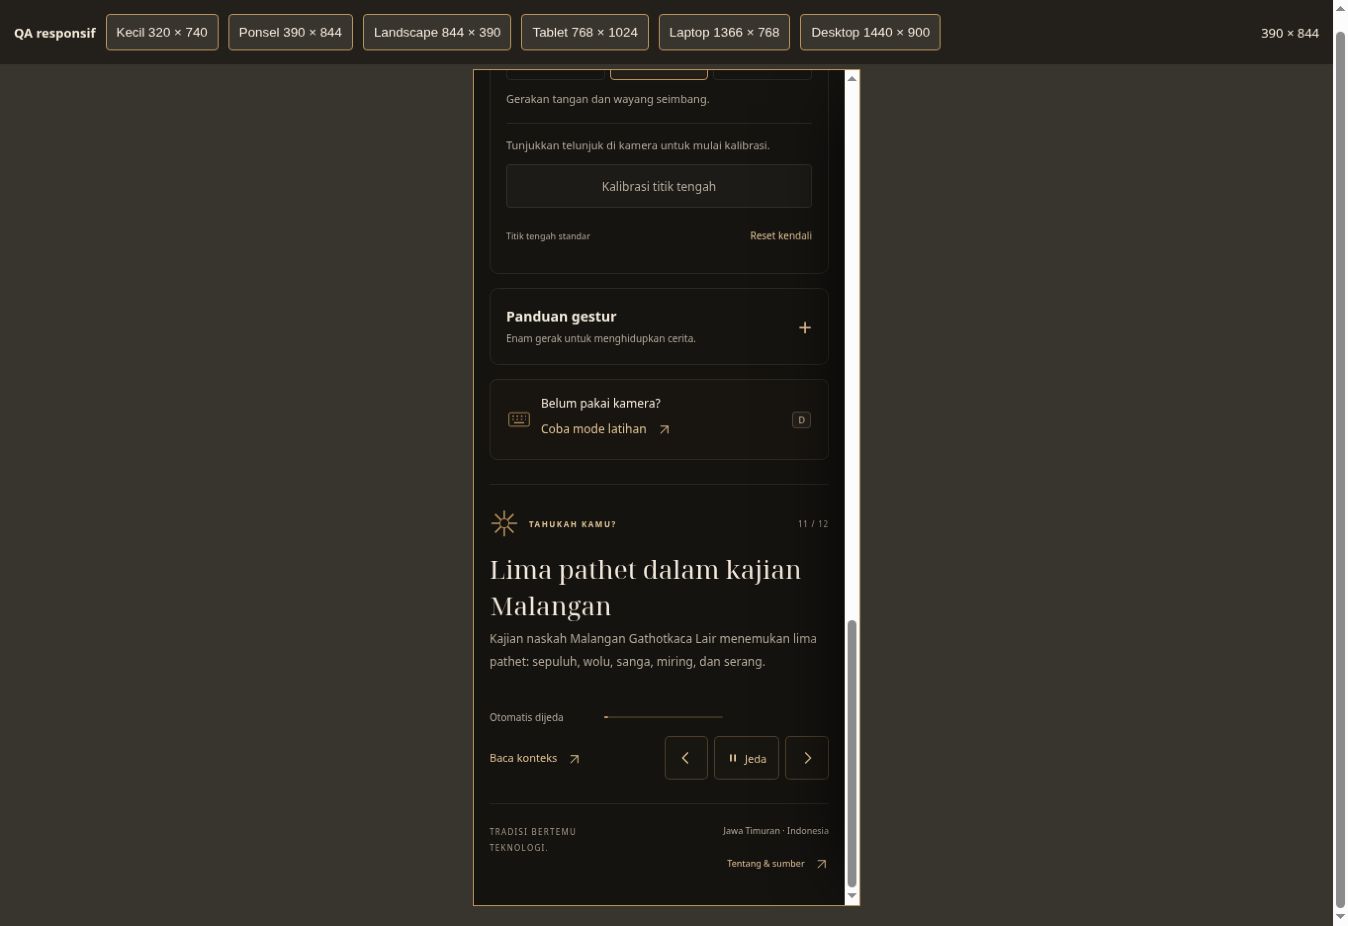 QA responsif Kecil 320 × 740 Ponsel 390 × 844 Landscape 844 × 390 Tablet 768 × 1024 Laptop 1366 × 768 Desktop 1440 × 900 390 × 844
Gerakan tangan dan wayang seimbang.
Tunjukkan telunjuk di kamera untuk mulai kalibrasi.
Kalibrasi titik tengah
Titik tengah standar Reset kendali
Panduan gestur
Enam gerak untuk menghidupkan cerita.
Belum pakai kamera?
Coba mode latihan D
TAHUKAH KAMU? 11 / 12
Lima pathet dalam kajian
Malangan
Kajian naskah Malangan Gathotkaca Lair menemukan lima
pathet: sepuluh, wolu, sanga, miring, dan serang.
Otomatis dijeda
Baca konteks Jeda
TRADISI BERTEMU
TEKNOLOGI.
Jawa Timuran · Indonesia
Tentang & sumber